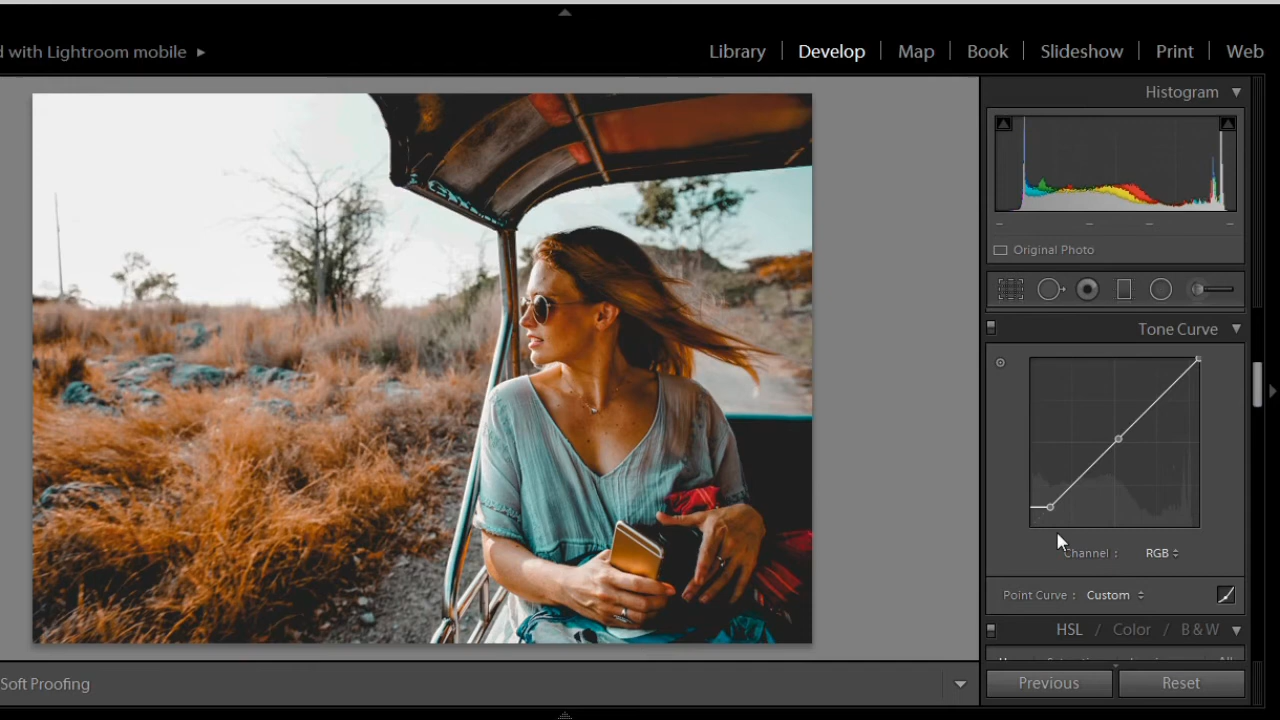 d with Lightroom mobile
Library | Develop | Map | Book | Slideshow | Print | Web
Histogram
Original Photo
Tone Curve
Channel : RGB
Point Curve : Custom
HSL / Color / B & W
Previous Reset
Soft Proofing